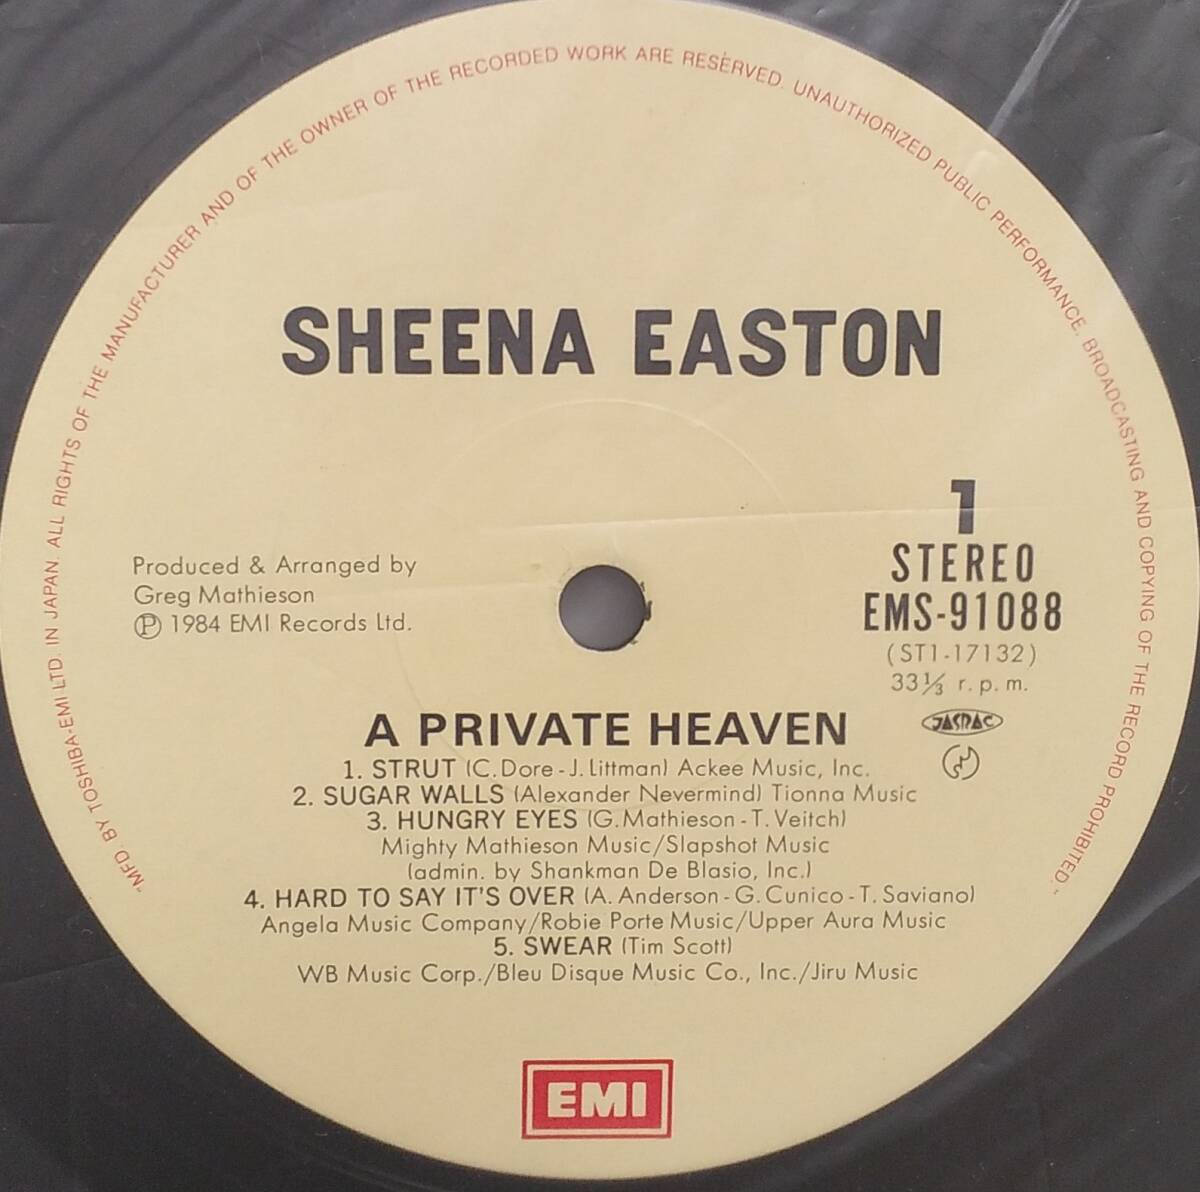 "MFD. BY TOSHIBA-EMI LTD. IN JAPAN. ALL RIGHTS OF THE MANUFACTURER AND OF THE OWNER OF THE RECORDED WORK ARE RESERVED. UNAUTHORIZED PUBLIC PERFORMANCE, BROADCASTING AND COPYING OF THE RECORD PROHIBITED."
SHEENA EASTON
1
STEREO
EMS-91088
(ST1-17132)
33⅓ r.p.m.
JASRAC
Produced & Arranged by
Greg Mathieson
Ⓟ 1984 EMI Records Ltd.
A PRIVATE HEAVEN
1. STRUT (C. Dore - J. Littman) Ackee Music, Inc.
2. SUGAR WALLS (Alexander Nevermind) Tionna Music
3. HUNGRY EYES (G. Mathieson - T. Veitch)
Mighty Mathieson Music/Slapshot Music
(admin. by Shankman De Blasio, Inc.)
4. HARD TO SAY IT'S OVER (A. Anderson - G. Cunico - T. Saviano)
Angela Music Company/Robie Porte Music/Upper Aura Music
5. SWEAR (Tim Scott)
WB Music Corp./Bleu Disque Music Co., Inc./Jiru Music
EMI